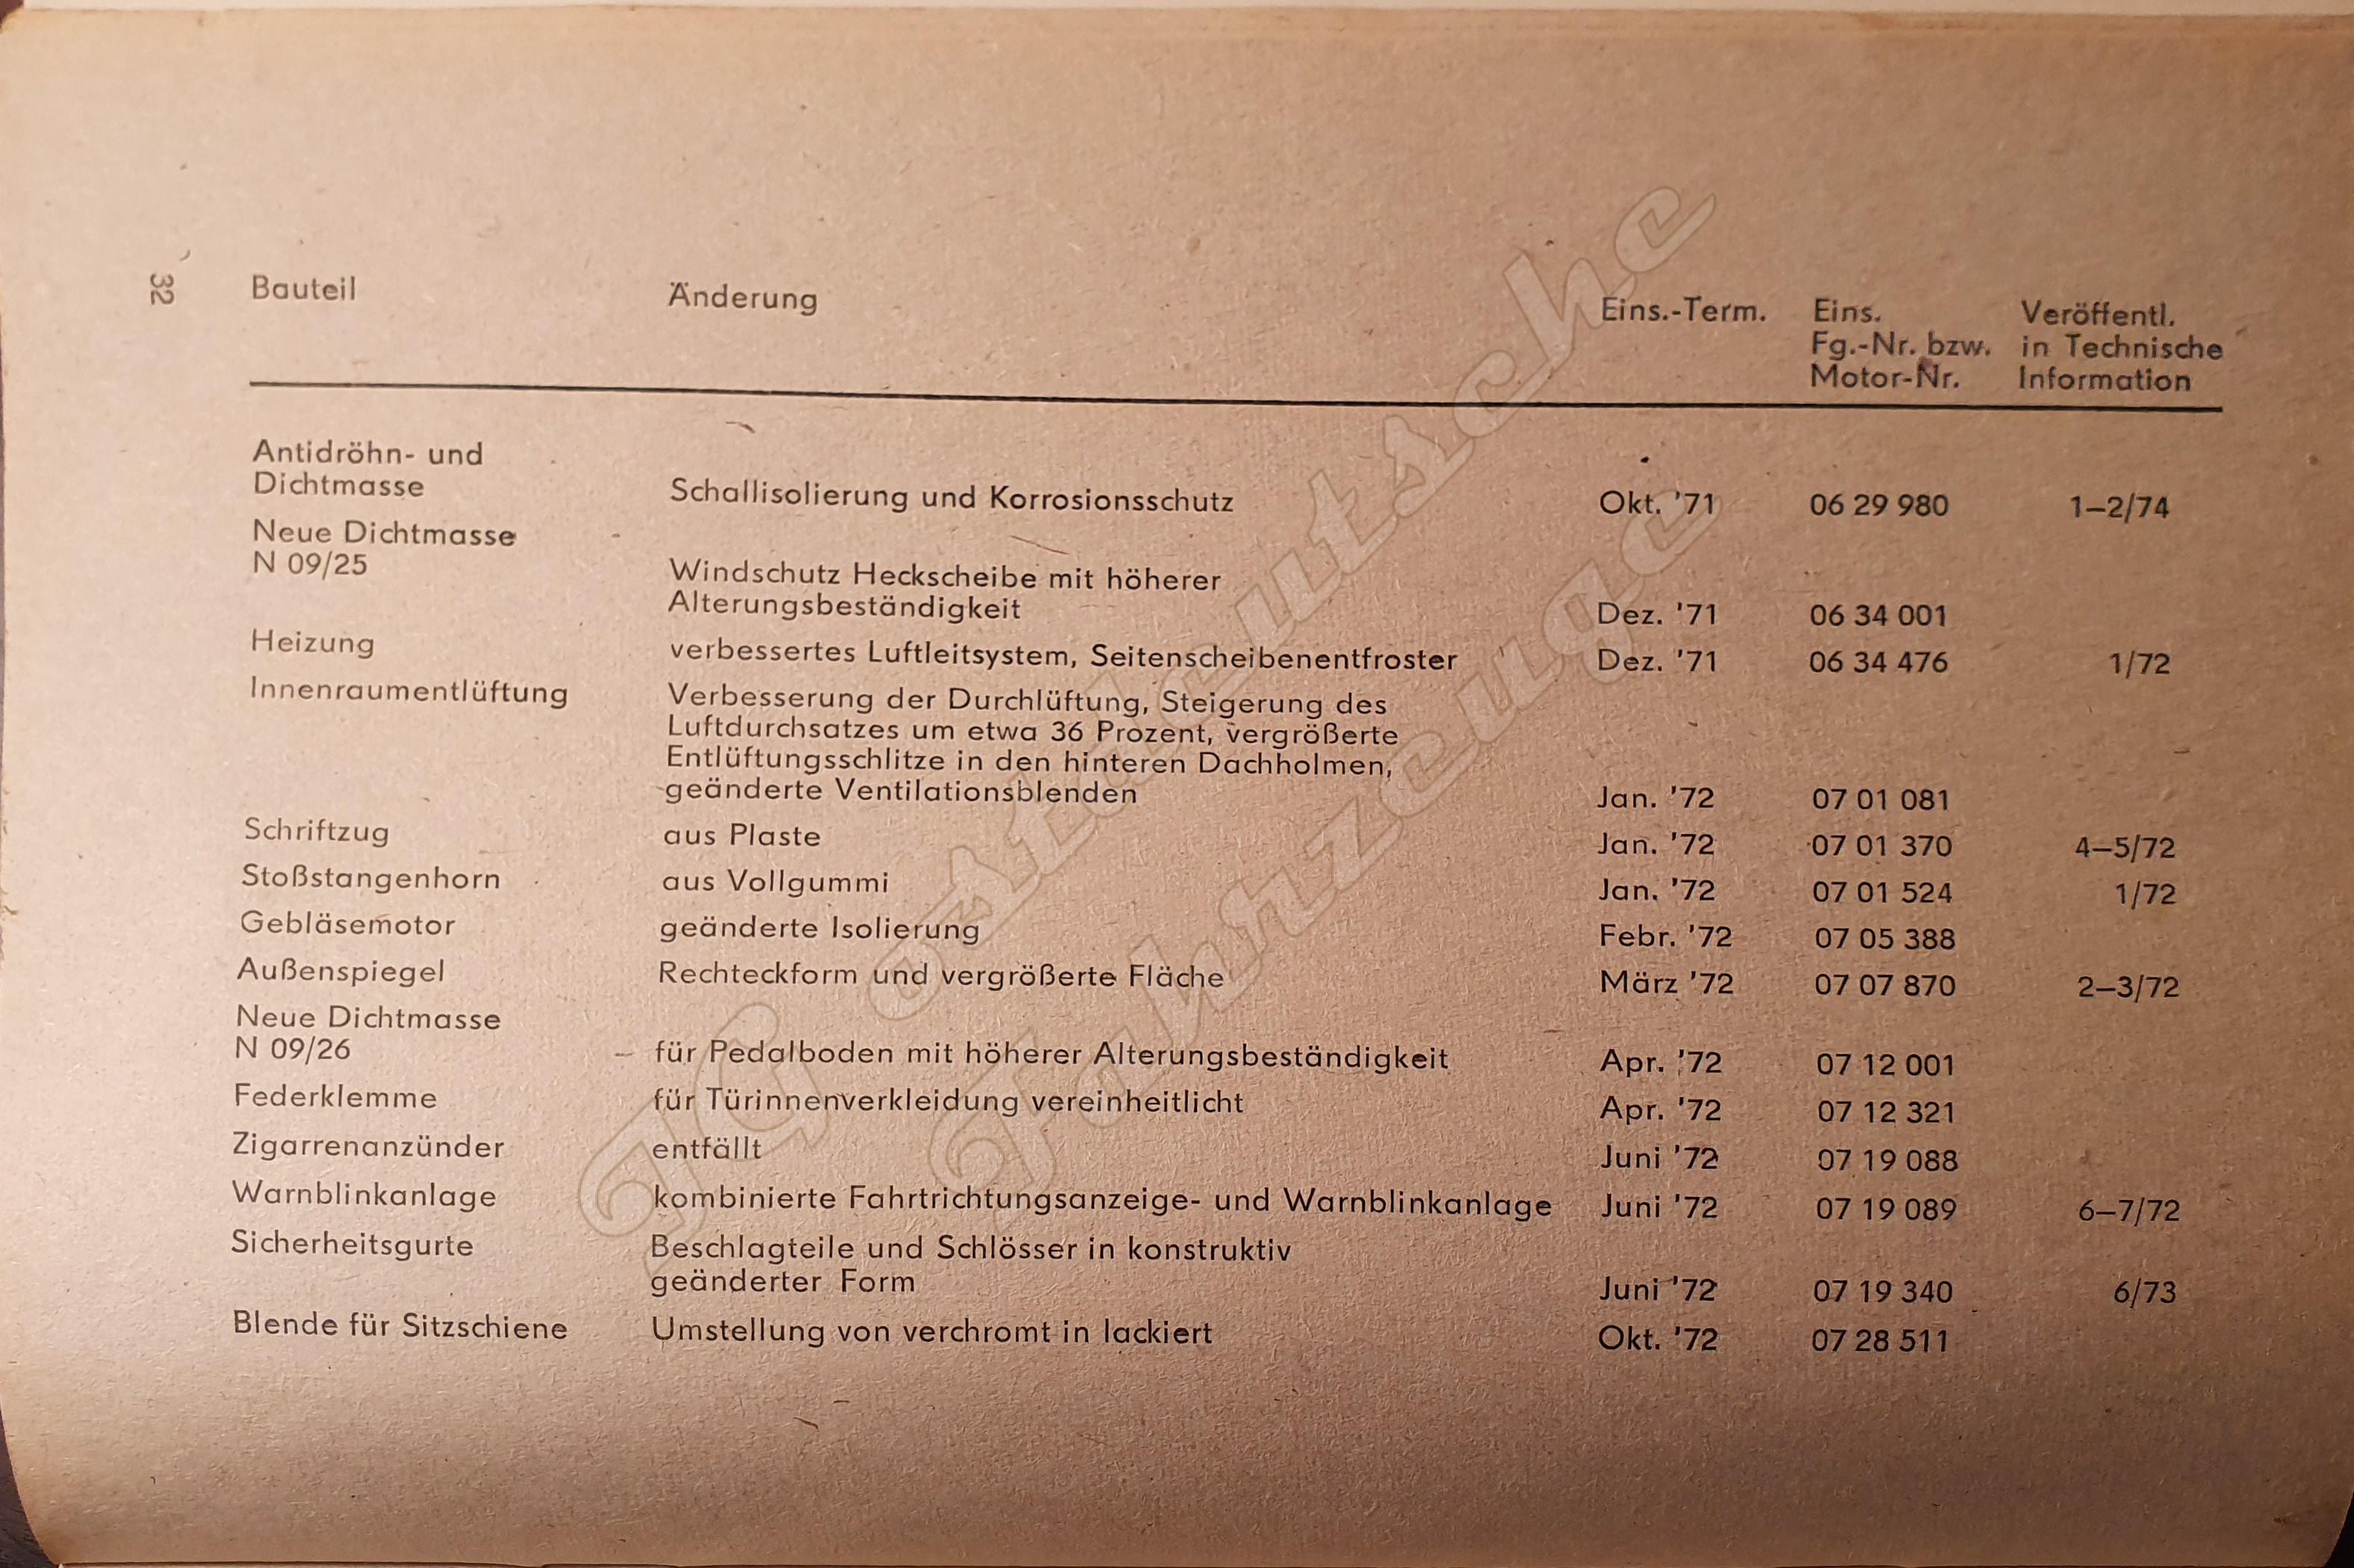 32
Bauteil Änderung Eins.-Term. Eins. Veröffentl.
Fg.-Nr. bzw. in Technische
Motor-Nr. Information
Antidröhn- und
Dichtmasse Schallisolierung und Korrosionsschutz Okt. '71 06 29 980 1–2/74
Neue Dichtmasse
N 09/25 Windschutz Heckscheibe mit höherer
Alterungsbeständigkeit Dez. '71 06 34 001
Heizung verbessertes Luftleitsystem, Seitenscheibenentfroster Dez. '71 06 34 476 1/72
Innenraumentlüftung Verbesserung der Durchlüftung, Steigerung des
Luftdurchsatzes um etwa 36 Prozent, vergrößerte
Entlüftungsschlitze in den hinteren Dachholmen,
geänderte Ventilationsblenden Jan. '72 07 01 081
Schriftzug aus Plaste Jan. '72 07 01 370 4–5/72
Stoßstangenhorn aus Vollgummi Jan. '72 07 01 524 1/72
Gebläsemotor geänderte Isolierung Febr. '72 07 05 388
Außenspiegel Rechteckform und vergrößerte Fläche März '72 07 07 870 2–3/72
Neue Dichtmasse
N 09/26 für Pedalboden mit höherer Alterungsbeständigkeit Apr. '72 07 12 001
Federklemme für Türinnenverkleidung vereinheitlicht Apr. '72 07 12 321
Zigarrenanzünder entfällt Juni '72 07 19 088
Warnblinkanlage kombinierte Fahrtrichtungsanzeige- und Warnblinkanlage Juni '72 07 19 089 6–7/72
Sicherheitsgurte Beschlagteile und Schlösser in konstruktiv
geänderter Form Juni '72 07 19 340 6/73
Blende für Sitzschiene Umstellung von verchromt in lackiert Okt. '72 07 28 511
IG ostdeutsche
Fahrzeuge